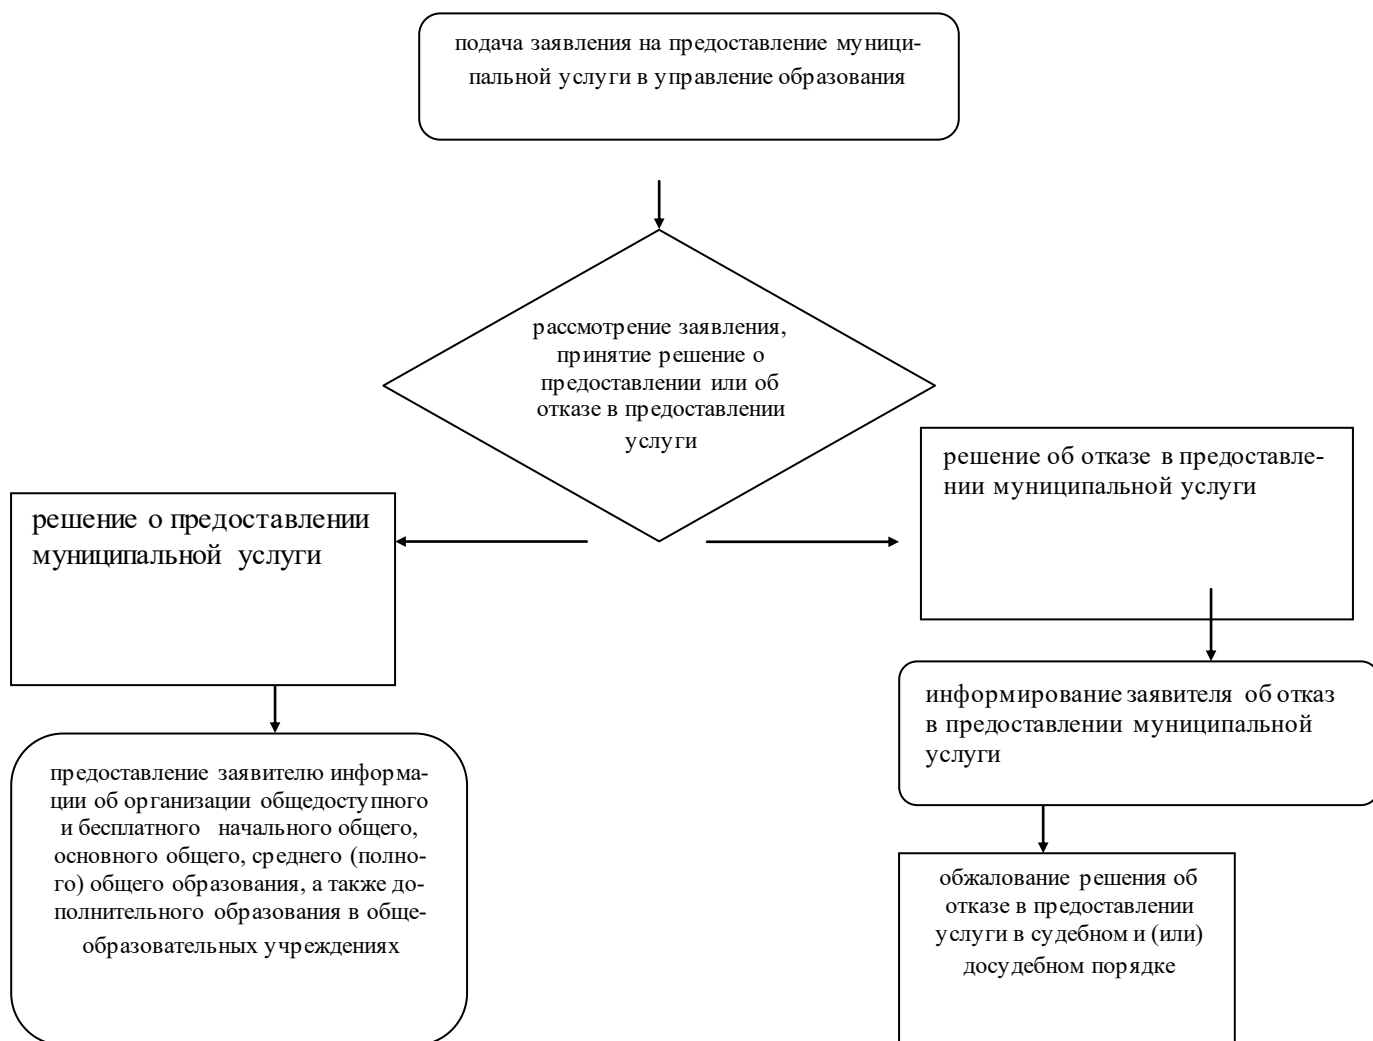 подача заявления на предоставление муници-
пальной услуги в управление образования
рассмотрение заявления,
принятие решение о
предоставлении или об
отказе в предоставлении
услуги
решение об отказе в предоставле-
нии муниципальной услуги
решение о предоставлении
муниципальной услуги
информирование заявителя об отказ
в предоставлении муниципальной
услуги
предоставление заявителю информа-
ции об организации общедоступного
и бесплатного начального общего,
основного общего, среднего (полно-
го) общего образования, а также до-
полнительного образования в обще-
образовательных учреждениях
обжалование решения об
отказе в предоставлении
услуги в судебном и (или)
досудебном порядке